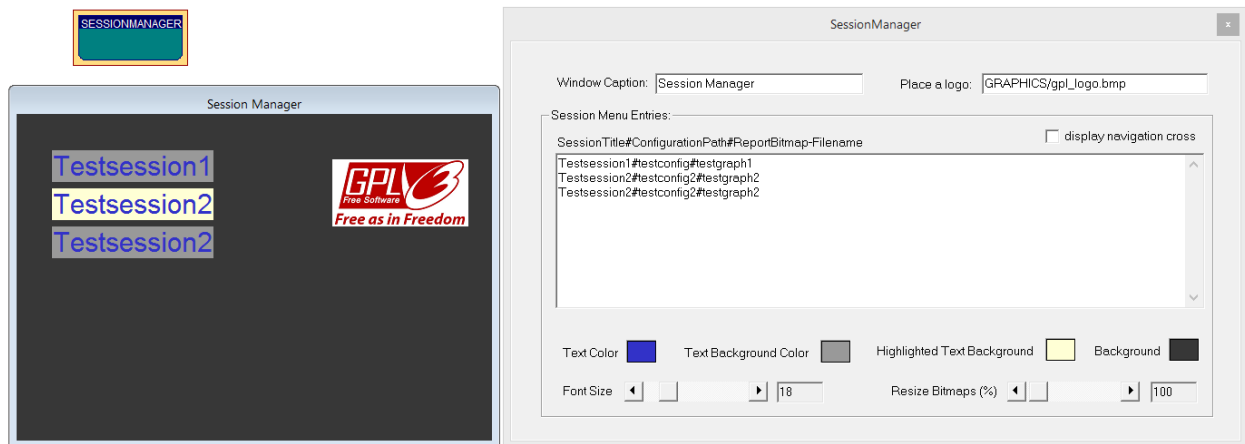 SESSIONMANAGER
Session Manager
Testsession1
Testsession2
Testsession2
GPLv3
Free Software
Free as in Freedom
SessionManager
x
Window Caption: Session Manager
Place a logo: GRAPHICS/gpl_logo.bmp
Session Menu Entries:
SessionTitle#ConfigurationPath#ReportBitmap-Filename
display navigation cross
Testsession1#testconfig#testgraph1
Testsession2#testconfig2#testgraph2
Testsession2#testconfig2#testgraph2
Text Color
Text Background Color
Highlighted Text Background
Background
Font Size
18
Resize Bitmaps (%)
100